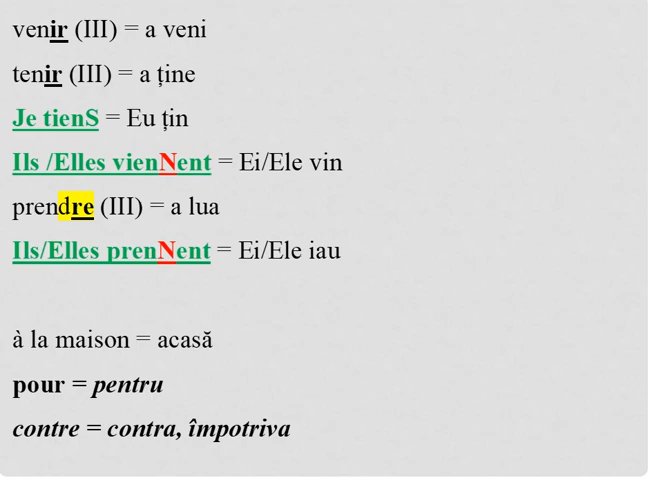 venir (III) = a veni
tenir (III) = a ține
Je tienS = Eu țin
Ils /Elles vienNent = Ei/Ele vin
prendre (III) = a lua
Ils/Elles prenNent = Ei/Ele iau
à la maison = acasă
pour = pentru
contre = contra, împotriva